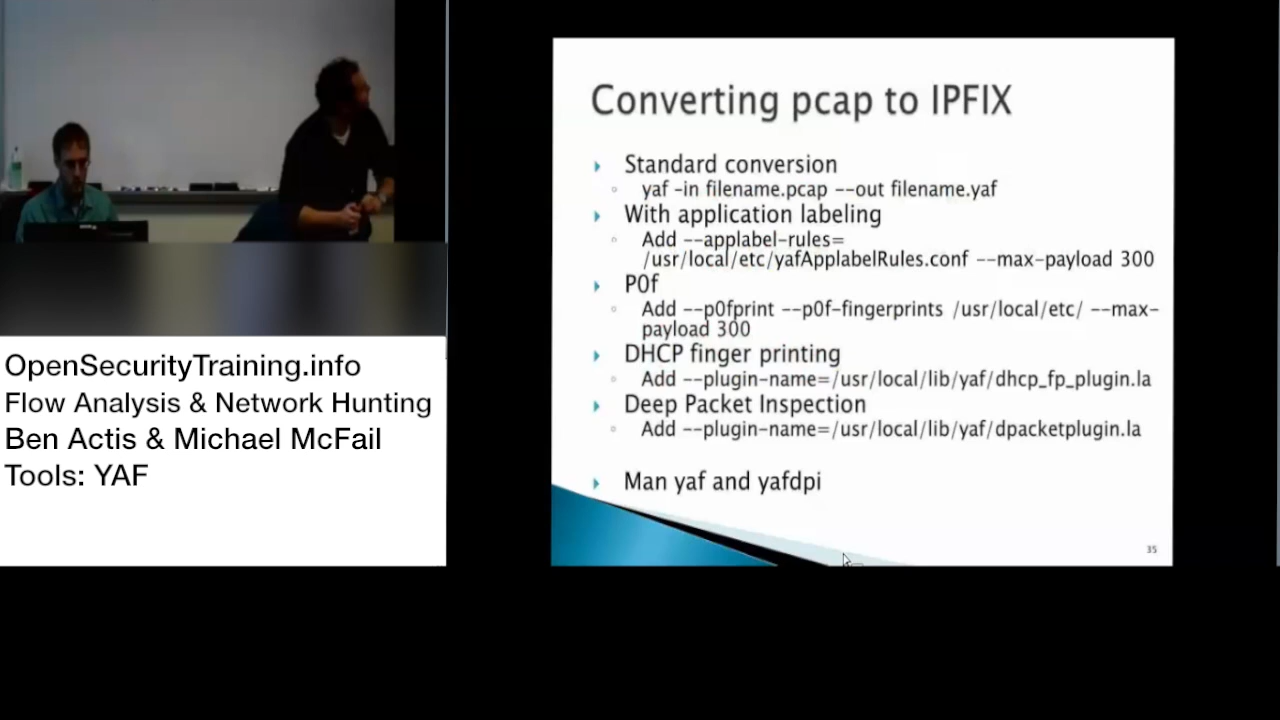 Converting pcap to IPFIX
Standard conversion
yaf -in filename.pcap --out filename.yaf
With application labeling
Add --applabel-rules=
/usr/local/etc/yafApplabelRules.conf --max-payload 300
P0f
Add --p0fprint --p0f-fingerprints /usr/local/etc/ --max-
payload 300
DHCP finger printing
Add --plugin-name=/usr/local/lib/yaf/dhcp_fp_plugin.la
Deep Packet Inspection
Add --plugin-name=/usr/local/lib/yaf/dpacketplugin.la
Man yaf and yafdpi
35
OpenSecurityTraining.info
Flow Analysis & Network Hunting
Ben Actis & Michael McFail
Tools: YAF